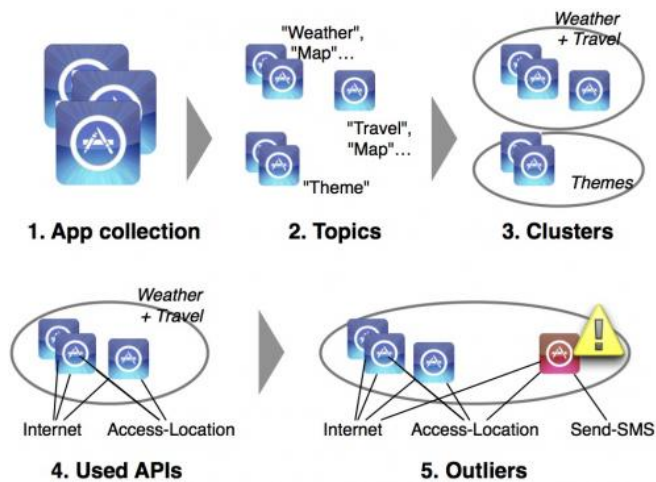 "Weather",
"Map"...
"Travel",
"Map"...
"Theme"
Weather
+ Travel
Themes
1. App collection
2. Topics
3. Clusters
Weather
+ Travel
Internet
Access-Location
Internet
Access-Location
Send-SMS
4. Used APIs
5. Outliers